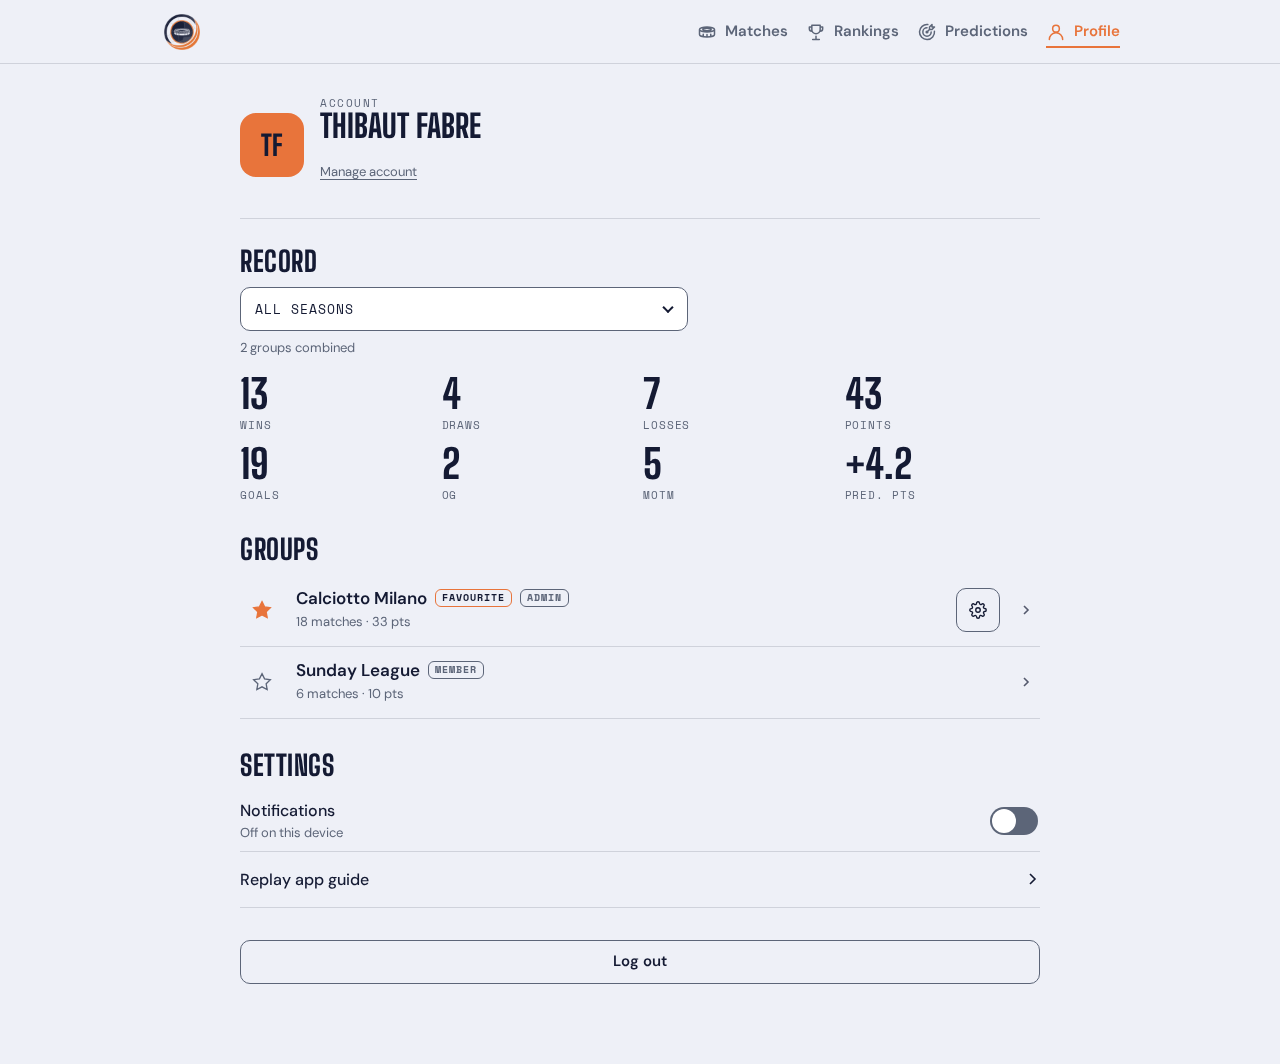 Matches
Rankings
Predictions
Profile
ACCOUNT
THIBAUT FABRE
TF
Manage account
RECORD
ALL SEASONS
2 groups combined
13
4
7
43
WINS
DRAWS
LOSSES
POINTS
19
2
5
+4.2
GOALS
OG
MOTM
PRED. PTS
GROUPS
Calciotto Milano
FAVOURITE
ADMIN
18 matches · 33 pts
Sunday League
MEMBER
6 matches · 10 pts
SETTINGS
Notifications
Off on this device
Replay app guide
Log out